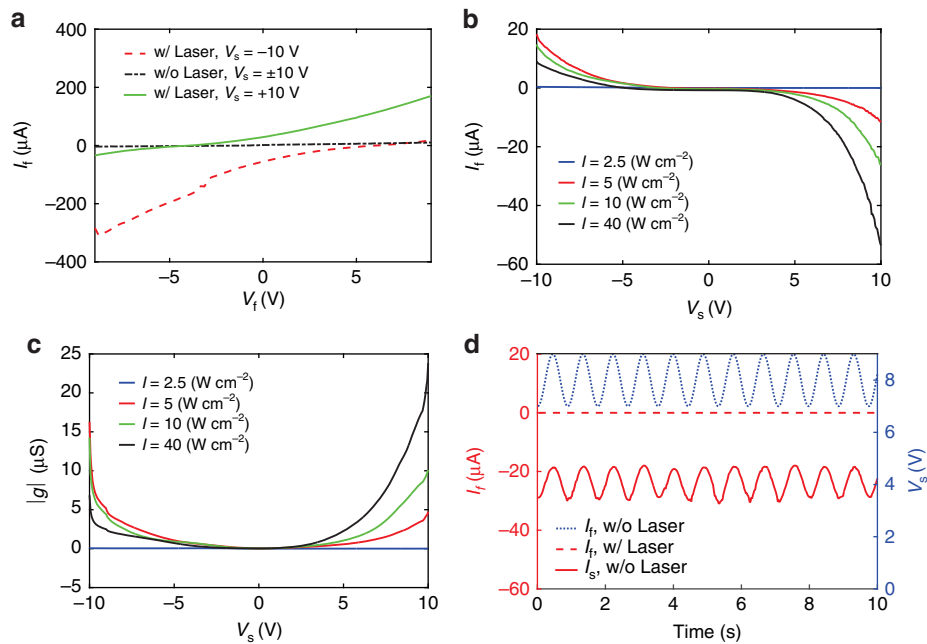 a
400
200
0
−200
−400
I_f (µA)
w/ Laser, V_s = −10 V
w/o Laser, V_s = ±10 V
w/ Laser, V_s = +10 V
−5
0
5
V_f (V)
b
20
0
−20
−40
−60
I_f (µA)
I = 2.5 (W cm⁻²)
I = 5 (W cm⁻²)
I = 10 (W cm⁻²)
I = 40 (W cm⁻²)
−10
−5
0
5
10
V_s (V)
c
25
20
15
10
5
0
−5
|g| (µS)
I = 2.5 (W cm⁻²)
I = 5 (W cm⁻²)
I = 10 (W cm⁻²)
I = 40 (W cm⁻²)
−10
−5
0
5
10
V_s (V)
d
20
0
−20
−40
−60
I_f (µA)
8
6
4
2
0
V_s (V)
I_f, w/o Laser
I_f, w/ Laser
I_s, w/o Laser
0
2
4
6
8
10
Time (s)